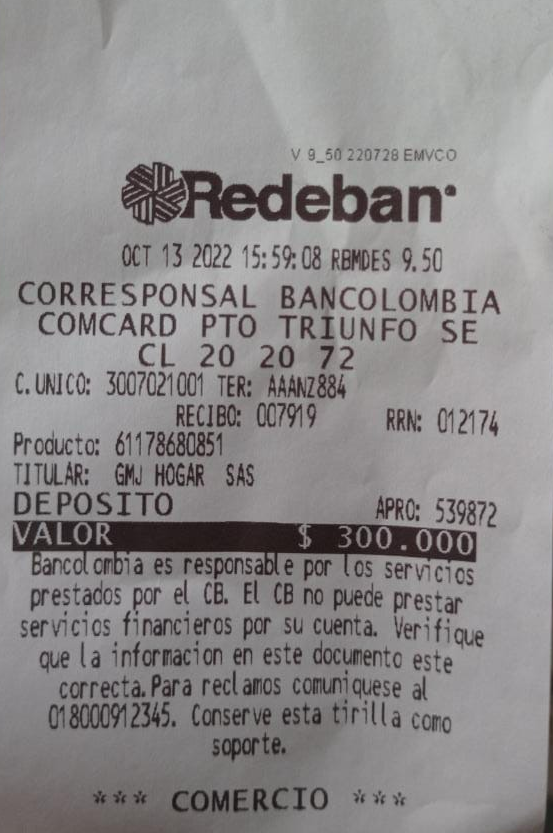 V 9_50 220728 EMVCO
Redeban
OCT 13 2022 15:59:08 RBMDES 9.50
CORRESPONSAL BANCOLOMBIA
COMCARD PTO TRIUNFO SE
CL 20 20 72
C.UNICO: 3007021001 TER: AAANZ884
RECIBO: 007919 RRN: 012174
Producto: 61178680851
TITULAR: GMJ HOGAR SAS
DEPOSITO APRO: 539872
VALOR $ 300.000
Bancolombia es responsable por los servicios
prestados por el CB. El CB no puede prestar
servicios financieros por su cuenta. Verifique
que la informacion en este documento este
correcta.Para reclamos comuniquese al
018000912345. Conserve esta tirilla como
soporte.
*** COMERCIO ***